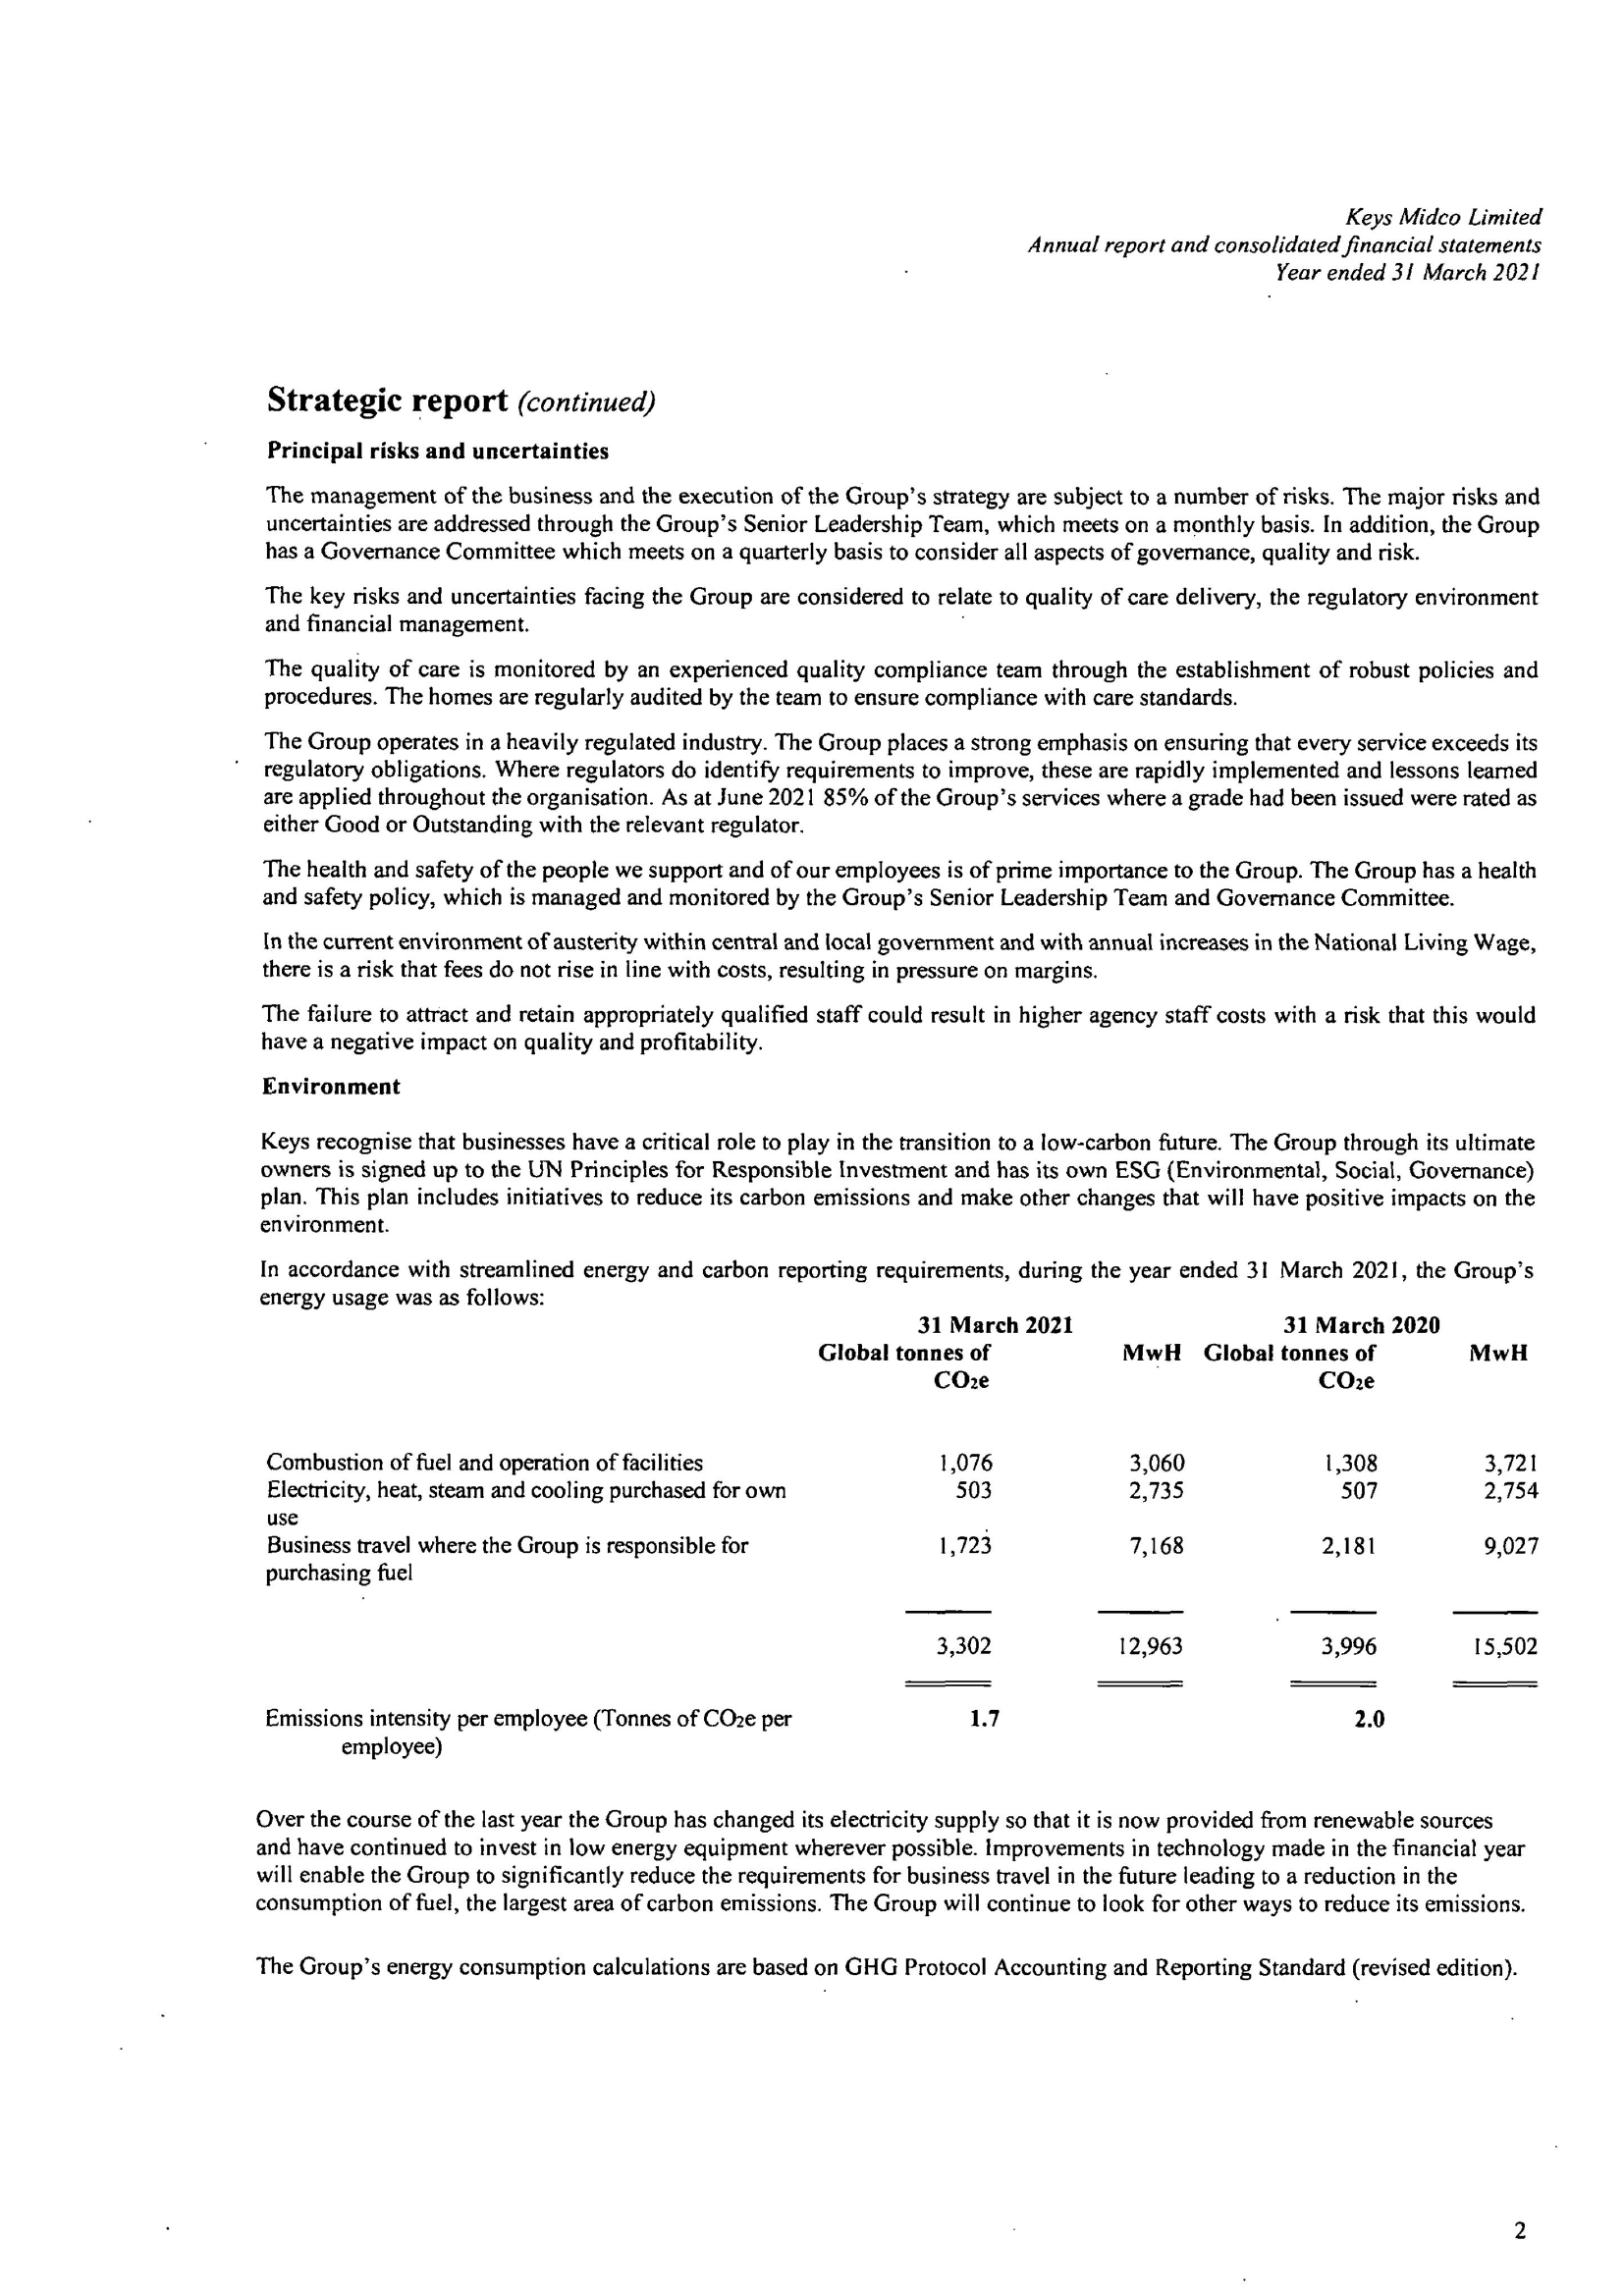 Keys Midco Limited
Annual report and consolidated financial statements
Year ended 31 March 2021
Strategic report (continued)
Principal risks and uncertainties
The management of the business and the execution of the Group's strategy are subject to a number of risks. The major risks and
uncertainties are addressed through the Group's Senior Leadership Team, which meets on a monthly basis. In addition, the Group
has a Governance Committee which meets on a quarterly basis to consider all aspects of governance, quality and risk.
The key risks and uncertainties facing the Group are considered to relate to quality of care delivery, the regulatory environment
and financial management.
The quality of care is monitored by an experienced quality compliance team through the establishment of robust policies and
procedures. The homes are regularly audited by the team to ensure compliance with care standards.
The Group operates in a heavily regulated industry. The Group places a strong emphasis on ensuring that every service exceeds its
regulatory obligations. Where regulators do identify requirements to improve, these are rapidly implemented and lessons learned
are applied throughout the organisation. As at June 2021 85% of the Group's services where a grade had been issued were rated as
either Good or Outstanding with the relevant regulator.
The health and safety of the people we support and of our employees is of prime importance to the Group. The Group has a health
and safety policy, which is managed and monitored by the Group's Senior Leadership Team and Governance Committee.
In the current environment of austerity within central and local government and with annual increases in the National Living Wage,
there is a risk that fees do not rise in line with costs, resulting in pressure on margins.
The failure to attract and retain appropriately qualified staff could result in higher agency staff costs with a risk that this would
have a negative impact on quality and profitability.
Environment
Keys recognise that businesses have a critical role to play in the transition to a low-carbon future. The Group through its ultimate
owners is signed up to the UN Principles for Responsible Investment and has its own ESG (Environmental, Social, Governance)
plan. This plan includes initiatives to reduce its carbon emissions and make other changes that will have positive impacts on the
environment.
In accordance with streamlined energy and carbon reporting requirements, during the year ended 31 March 2021, the Group's
energy usage was as follows:
31 March 2021 31 March 2020
Global tonnes of MwH Global tonnes of MwH
CO₂e CO₂e
Combustion of fuel and operation of facilities 1,076 3,060 1,308 3,721
Electricity, heat, steam and cooling purchased for own 503 2,735 507 2,754
use
Business travel where the Group is responsible for 1,723 7,168 2,181 9,027
purchasing fuel
3,302 12,963 3,996 15,502
Emissions intensity per employee (Tonnes of CO₂e per 1.7 2.0
employee)
Over the course of the last year the Group has changed its electricity supply so that it is now provided from renewable sources
and have continued to invest in low energy equipment wherever possible. Improvements in technology made in the financial year
will enable the Group to significantly reduce the requirements for business travel in the future leading to a reduction in the
consumption of fuel, the largest area of carbon emissions. The Group will continue to look for other ways to reduce its emissions.
The Group's energy consumption calculations are based on GHG Protocol Accounting and Reporting Standard (revised edition).
2